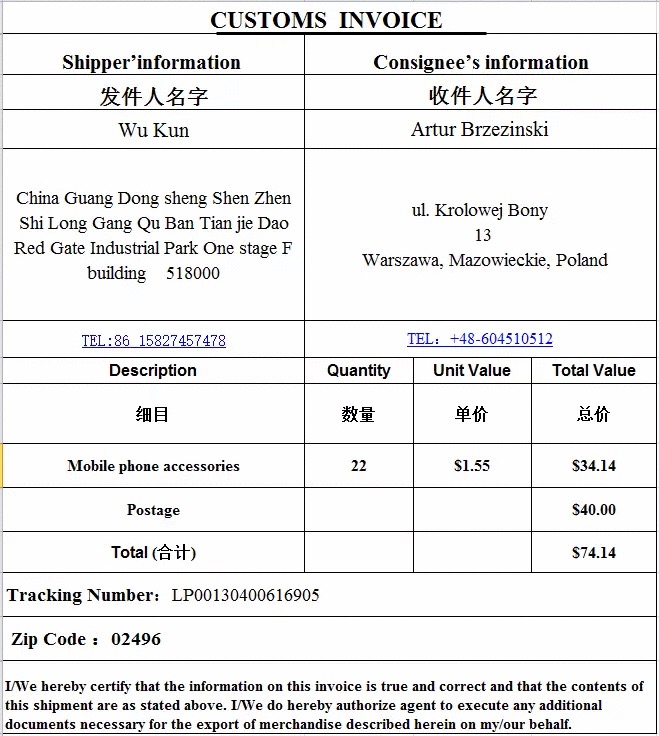 CUSTOMS INVOICE
Shipper’information Consignee’s information
发件人名字 收件人名字
Wu Kun Artur Brzezinski
China Guang Dong sheng Shen Zhen
Shi Long Gang Qu Ban Tian jie Dao
Red Gate Industrial Park One stage F
building 518000
ul. Krolowej Bony
13
Warszawa, Mazowieckie, Poland
TEL:86 15827457478 TEL：+48-604510512
Description Quantity Unit Value Total Value
细目 数量 单价 总价
Mobile phone accessories 22 $1.55 $34.14
Postage $40.00
Total (合计) $74.14
Tracking Number：LP00130400616905
Zip Code ：02496
I/We hereby certify that the information on this invoice is true and correct and that the contents of
this shipment are as stated above. I/We do hereby authorize agent to execute any additional
documents necessary for the export of merchandise described herein on my/our behalf.